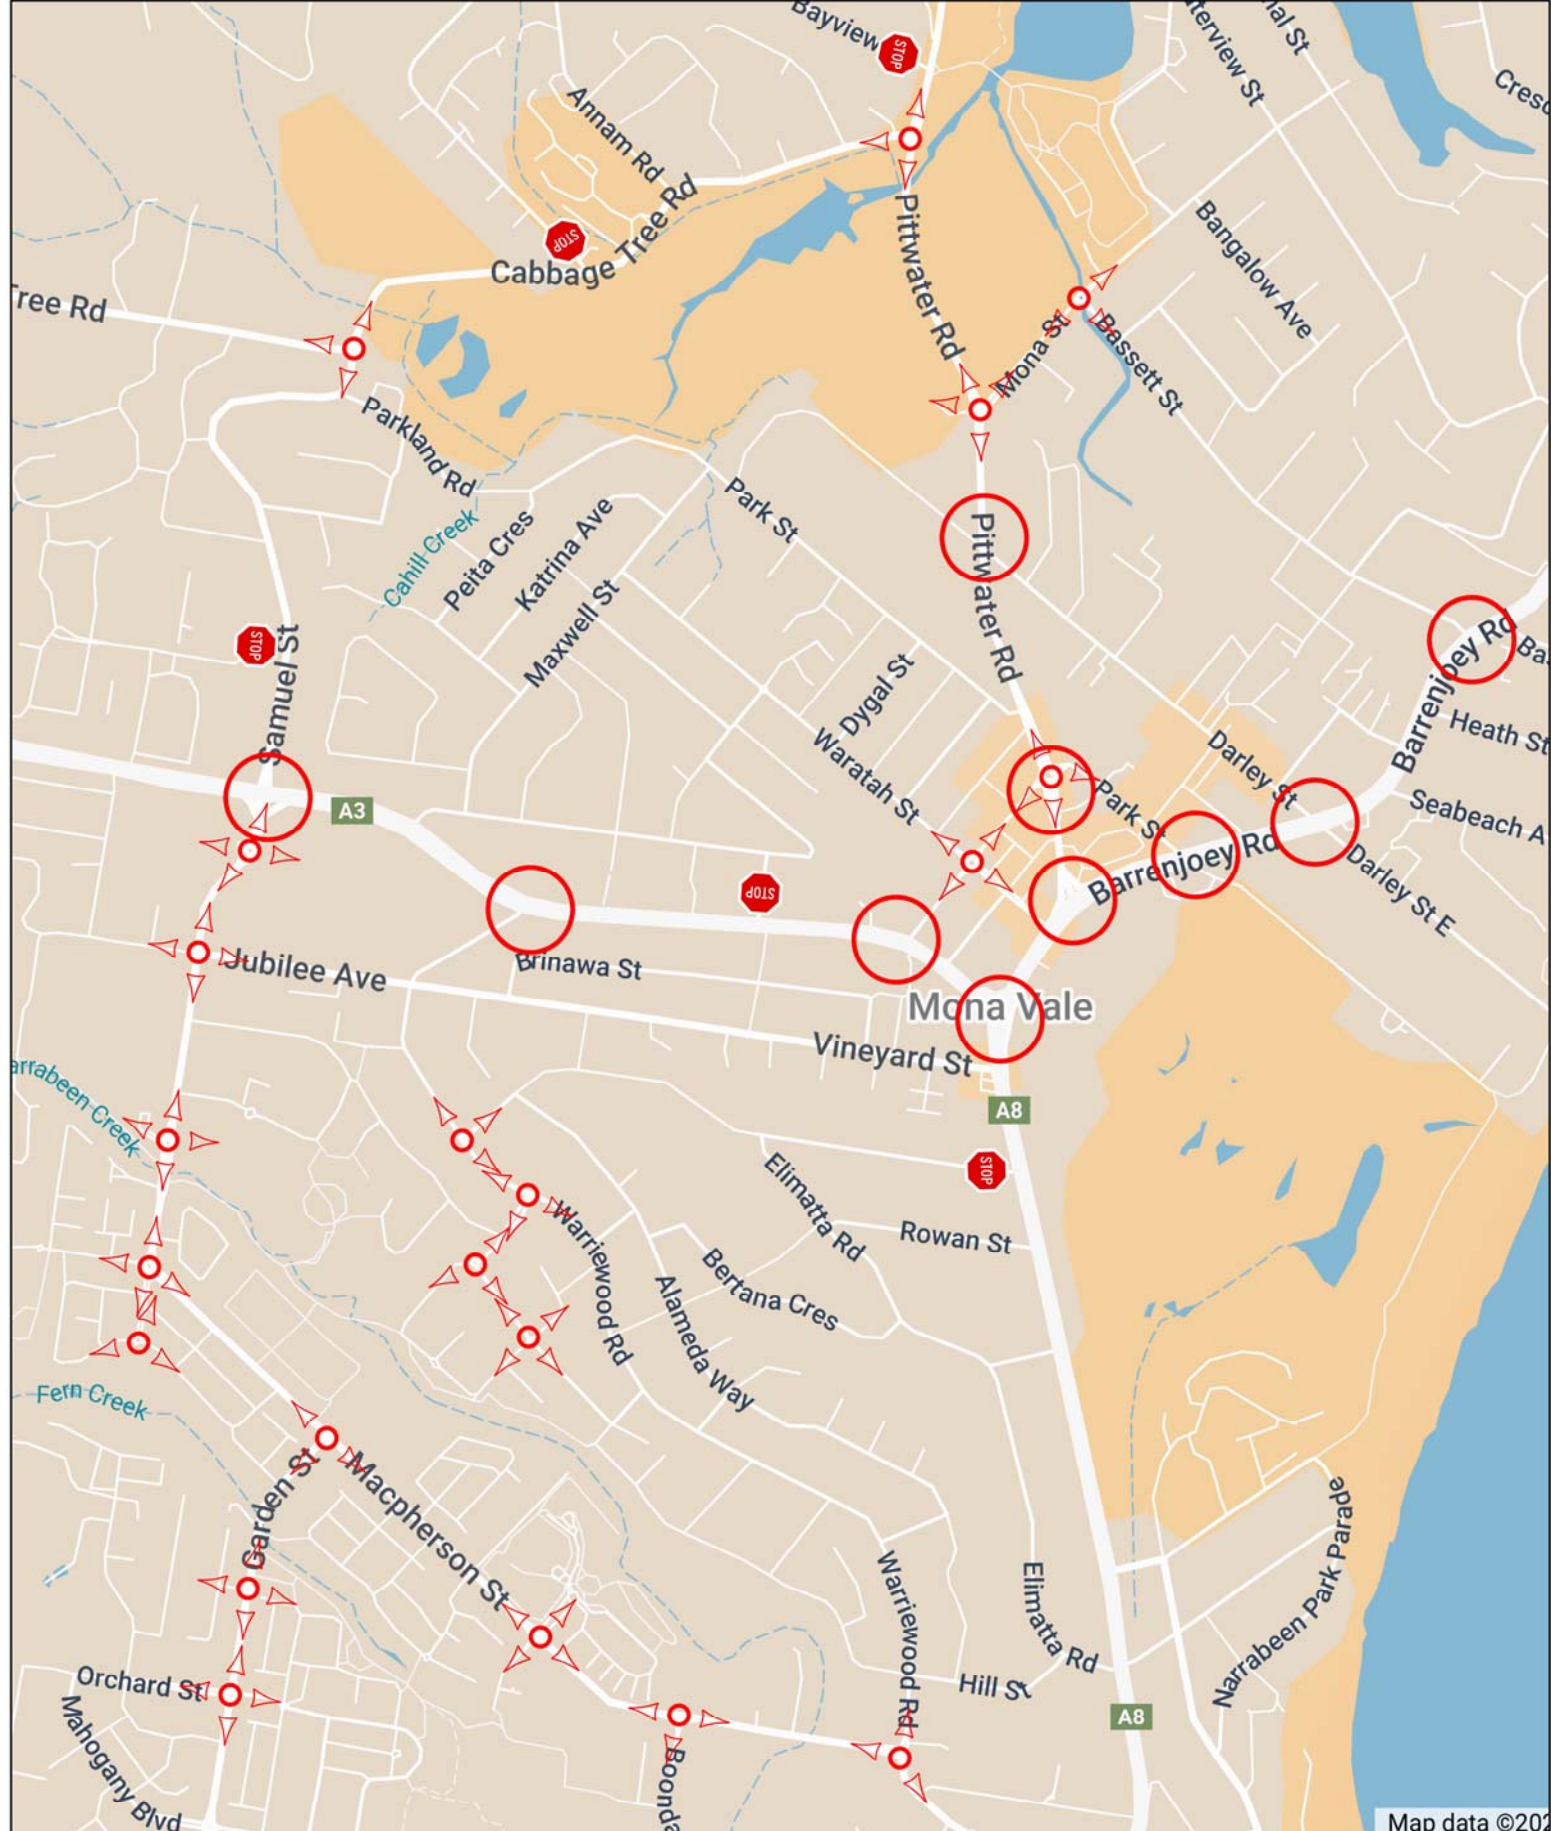 Bayview
STOP
Annam Rd
Cabbage Tree Rd
STOP
Tree Rd
Pittwater Rd
Mona St
Bassett St
Bangalow Ave
Parkland Rd
Cahill Creek
Peita Cres
Katrina Ave
Maxwell St
Park St
Pittwater Rd
Dygal St
Waratah St
Samuel St
STOP
A3
STOP
Park St
Darley St
Barrenjoey Rd
Barrenjoey Rd
Heath St
Seabeach A
Darley St E
Jubilee Ave
Brinawa St
Mona Vale
Vineyard St
A8
STOP
arrabeen Creek
Elimatta Rd
Rowan St
Warriewood Rd
Bertana Cres
Alameda Way
Fern Creek
Garden St
Macpherson St
Warriewood Rd
Elimatta Rd
Hill St
Narrabeen Park Parade
Orchard St
Mahogany Blvd
Boonda
A8
Map data ©202